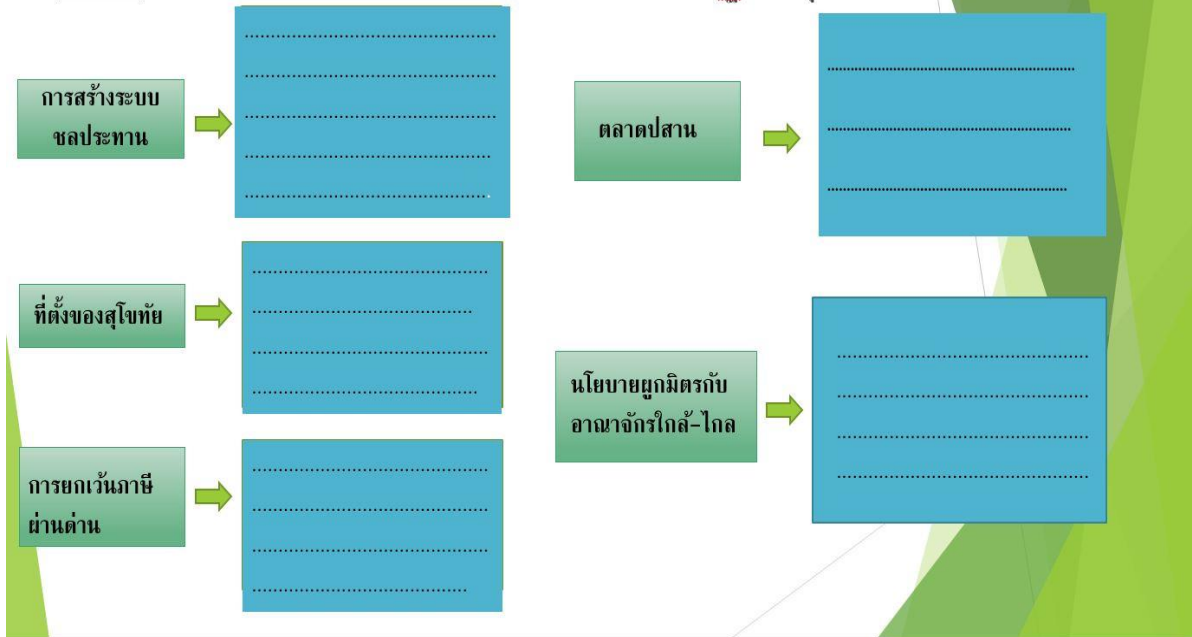 การสร้างระบบ
ชลประทาน
ที่ตั้งของสุโขทัย
การยกเว้นภาษี
ผ่านด่าน
ตลาดปสาน
นโยบายผูกมิตรกับ
อาณาจักรใกล้-ไกล